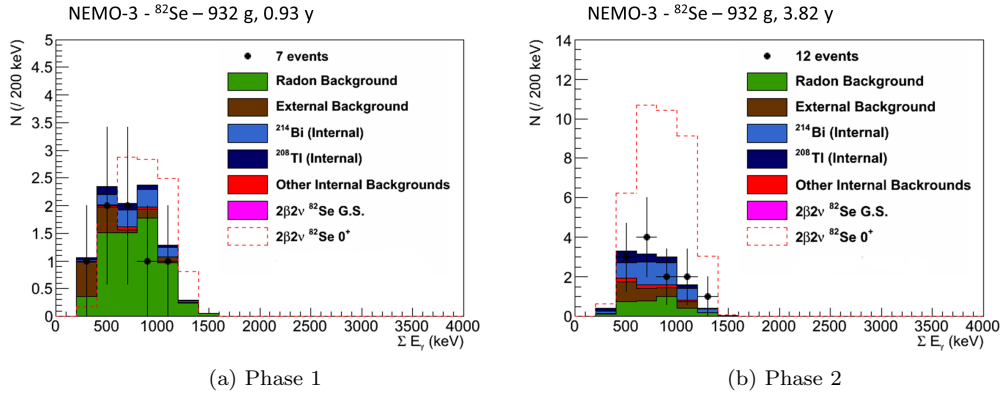 NEMO-3 - ⁸²Se – 932 g, 0.93 y
N (/ 200 keV)
5
4.5
4
3.5
3
2.5
2
1.5
1
0.5
0
0 500 1000 1500 2000 2500 3000 3500 4000
Σ Eγ (keV)
7 events
Radon Background
External Background
²¹⁴Bi (Internal)
²⁰⁸Tl (Internal)
Other Internal Backgrounds
2β2ν ⁸²Se G.S.
2β2ν ⁸²Se 0⁺
(a) Phase 1
NEMO-3 - ⁸²Se – 932 g, 3.82 y
N (/ 200 keV)
14
12
10
8
6
4
2
0
0 500 1000 1500 2000 2500 3000 3500 4000
Σ Eγ (keV)
12 events
Radon Background
External Background
²¹⁴Bi (Internal)
²⁰⁸Tl (Internal)
Other Internal Backgrounds
2β2ν ⁸²Se G.S.
2β2ν ⁸²Se 0⁺
(b) Phase 2